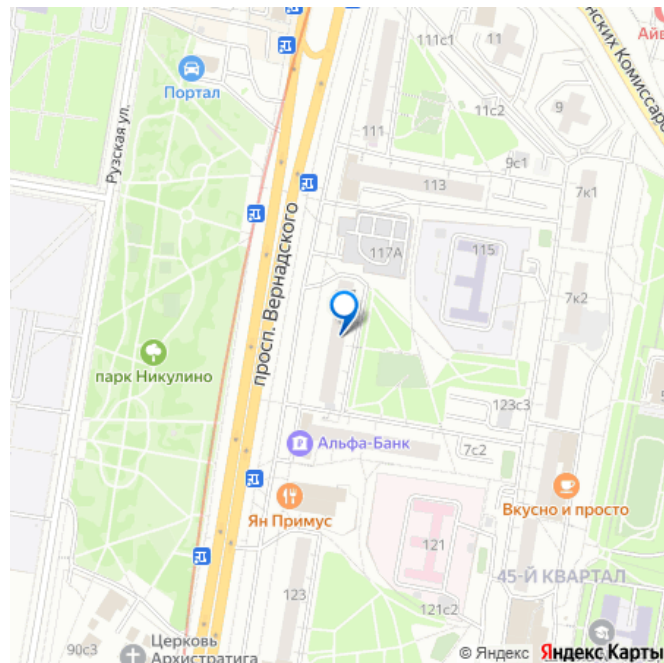 111с1
11
Айв
нских Комиссаро
Портал
11с2
9
Рузская ул.
111
9с1
113
7к1
117А
115
просп. Вернадского
7к2
парк Никулино
123с3
Альфа-Банк
7с2
Вкусно и просто
Ян Примус
121
45-Й КВАРТАЛ
123
121с2
90с3
Церковь
Архистратига
© Яндекс Яндекс Карты